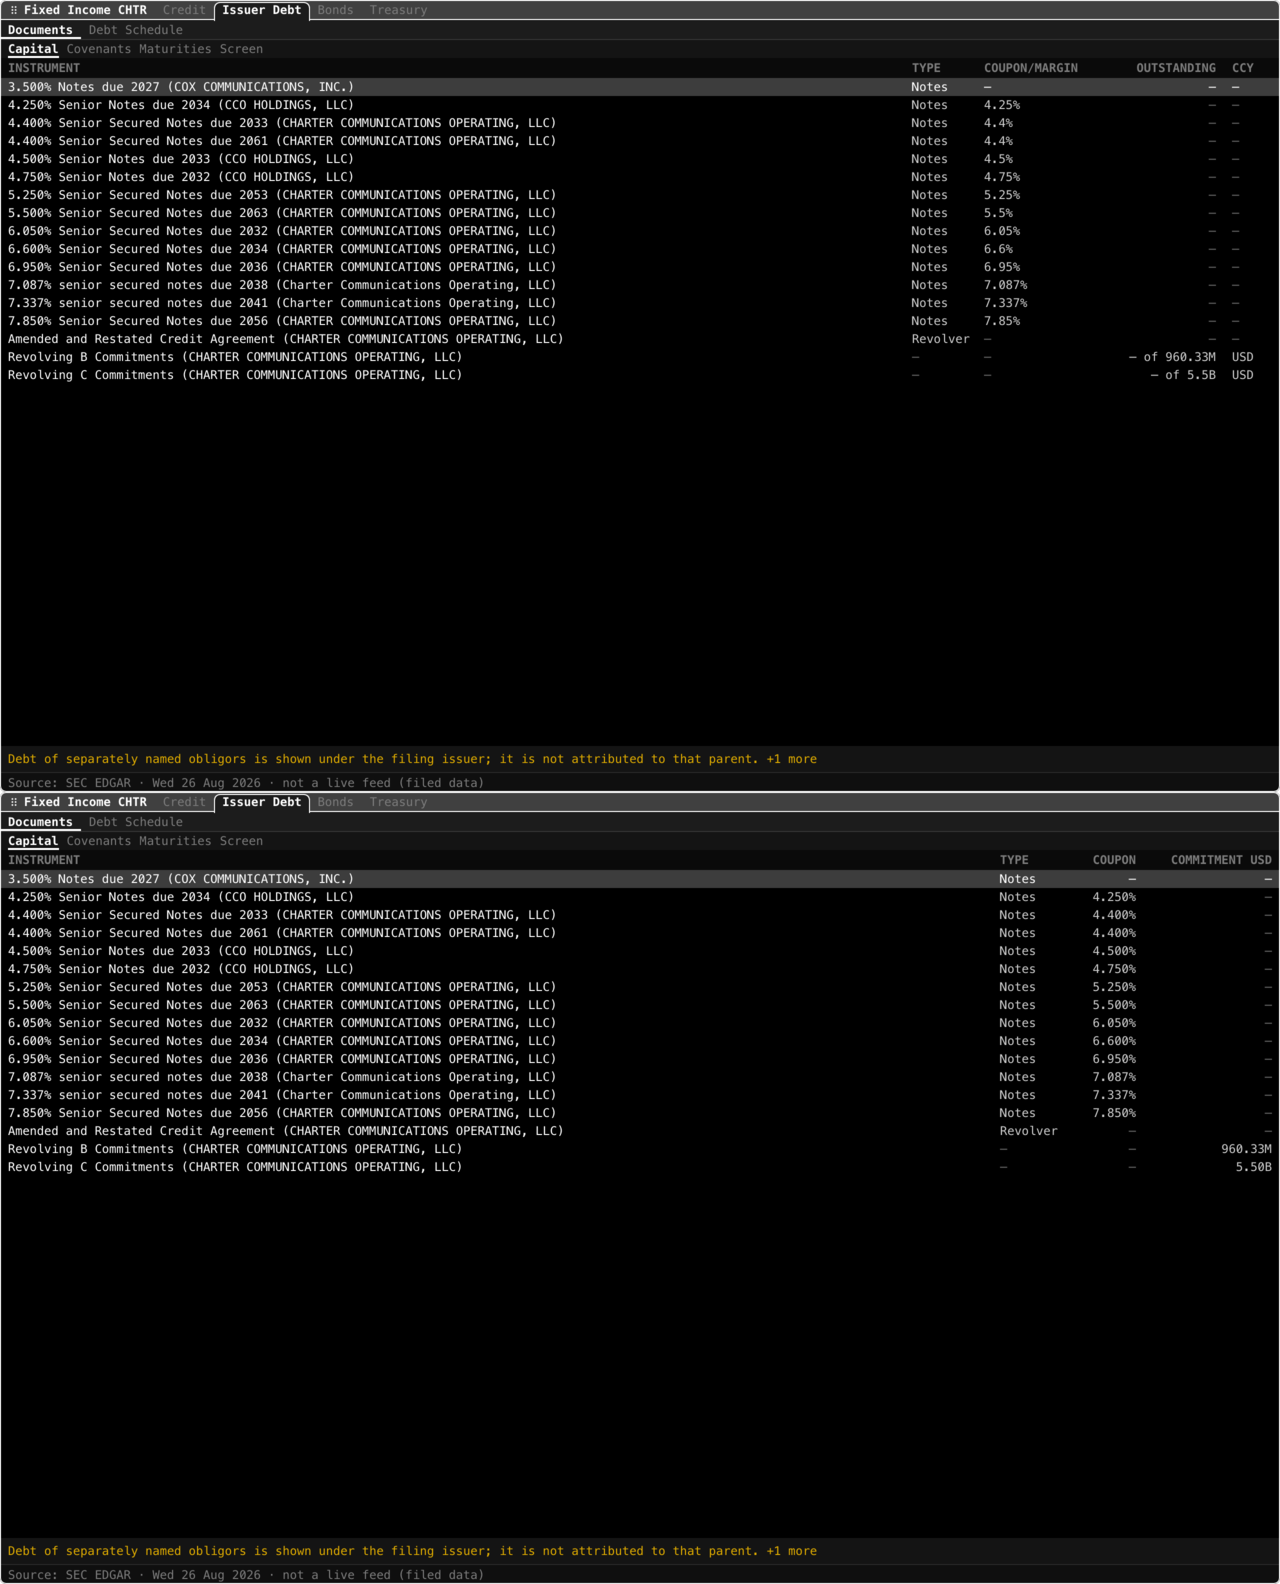 ⠿ Fixed Income CHTR Credit Issuer Debt Bonds Treasury
Documents Debt Schedule
Capital Covenants Maturities Screen
INSTRUMENT TYPE COUPON/MARGIN OUTSTANDING CCY
3.500% Notes due 2027 (COX COMMUNICATIONS, INC.) Notes — — —
4.250% Senior Notes due 2034 (CCO HOLDINGS, LLC) Notes 4.25% — —
4.400% Senior Secured Notes due 2033 (CHARTER COMMUNICATIONS OPERATING, LLC) Notes 4.4% — —
4.400% Senior Secured Notes due 2061 (CHARTER COMMUNICATIONS OPERATING, LLC) Notes 4.4% — —
4.500% Senior Notes due 2033 (CCO HOLDINGS, LLC) Notes 4.5% — —
4.750% Senior Notes due 2032 (CCO HOLDINGS, LLC) Notes 4.75% — —
5.250% Senior Secured Notes due 2053 (CHARTER COMMUNICATIONS OPERATING, LLC) Notes 5.25% — —
5.500% Senior Secured Notes due 2063 (CHARTER COMMUNICATIONS OPERATING, LLC) Notes 5.5% — —
6.050% Senior Secured Notes due 2032 (CHARTER COMMUNICATIONS OPERATING, LLC) Notes 6.05% — —
6.600% Senior Secured Notes due 2034 (CHARTER COMMUNICATIONS OPERATING, LLC) Notes 6.6% — —
6.950% Senior Secured Notes due 2036 (CHARTER COMMUNICATIONS OPERATING, LLC) Notes 6.95% — —
7.087% senior secured notes due 2038 (Charter Communications Operating, LLC) Notes 7.087% — —
7.337% senior secured notes due 2041 (Charter Communications Operating, LLC) Notes 7.337% — —
7.850% Senior Secured Notes due 2056 (CHARTER COMMUNICATIONS OPERATING, LLC) Notes 7.85% — —
Amended and Restated Credit Agreement (CHARTER COMMUNICATIONS OPERATING, LLC) Revolver — — —
Revolving B Commitments (CHARTER COMMUNICATIONS OPERATING, LLC) — — — of 960.33M USD
Revolving C Commitments (CHARTER COMMUNICATIONS OPERATING, LLC) — — — of 5.5B USD
Debt of separately named obligors is shown under the filing issuer; it is not attributed to that parent. +1 more
Source: SEC EDGAR · Wed 26 Aug 2026 · not a live feed (filed data)
⠿ Fixed Income CHTR Credit Issuer Debt Bonds Treasury
Documents Debt Schedule
Capital Covenants Maturities Screen
INSTRUMENT TYPE COUPON COMMITMENT USD
3.500% Notes due 2027 (COX COMMUNICATIONS, INC.) Notes — —
4.250% Senior Notes due 2034 (CCO HOLDINGS, LLC) Notes 4.250% —
4.400% Senior Secured Notes due 2033 (CHARTER COMMUNICATIONS OPERATING, LLC) Notes 4.400% —
4.400% Senior Secured Notes due 2061 (CHARTER COMMUNICATIONS OPERATING, LLC) Notes 4.400% —
4.500% Senior Notes due 2033 (CCO HOLDINGS, LLC) Notes 4.500% —
4.750% Senior Notes due 2032 (CCO HOLDINGS, LLC) Notes 4.750% —
5.250% Senior Secured Notes due 2053 (CHARTER COMMUNICATIONS OPERATING, LLC) Notes 5.250% —
5.500% Senior Secured Notes due 2063 (CHARTER COMMUNICATIONS OPERATING, LLC) Notes 5.500% —
6.050% Senior Secured Notes due 2032 (CHARTER COMMUNICATIONS OPERATING, LLC) Notes 6.050% —
6.600% Senior Secured Notes due 2034 (CHARTER COMMUNICATIONS OPERATING, LLC) Notes 6.600% —
6.950% Senior Secured Notes due 2036 (CHARTER COMMUNICATIONS OPERATING, LLC) Notes 6.950% —
7.087% senior secured notes due 2038 (Charter Communications Operating, LLC) Notes 7.087% —
7.337% senior secured notes due 2041 (Charter Communications Operating, LLC) Notes 7.337% —
7.850% Senior Secured Notes due 2056 (CHARTER COMMUNICATIONS OPERATING, LLC) Notes 7.850% —
Amended and Restated Credit Agreement (CHARTER COMMUNICATIONS OPERATING, LLC) Revolver — —
Revolving B Commitments (CHARTER COMMUNICATIONS OPERATING, LLC) — — 960.33M
Revolving C Commitments (CHARTER COMMUNICATIONS OPERATING, LLC) — — 5.50B
Debt of separately named obligors is shown under the filing issuer; it is not attributed to that parent. +1 more
Source: SEC EDGAR · Wed 26 Aug 2026 · not a live feed (filed data)